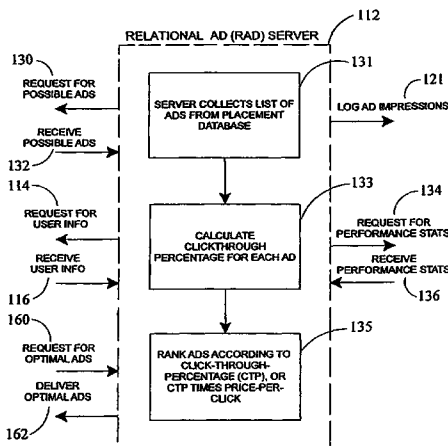 RELATIONAL AD (RAD) SERVER
112
130
REQUEST FOR
POSSIBLE ADS
RECEIVE
POSSIBLE ADS
132
131
SERVER COLLECTS LIST OF
ADS FROM PLACEMENT
DATABASE
121
LOG AD IMPRESSIONS
114
REQUEST FOR
USER INFO
RECEIVE
USER INFO
116
133
CALCULATE
CLICKTHROUGH
PERCENTAGE FOR EACH AD
134
REQUEST FOR
PERFORMANCE STATS
RECEIVE
PERFORMANCE STATS
136
160
REQUEST FOR
OPTIMAL ADS
DELIVER
OPTIMAL ADS
162
135
RANK ADS ACCORDING TO
CLICK-THROUGH-
PERCENTAGE (CTP), OR
CTP TIMES PRICE-PER-
CLICK